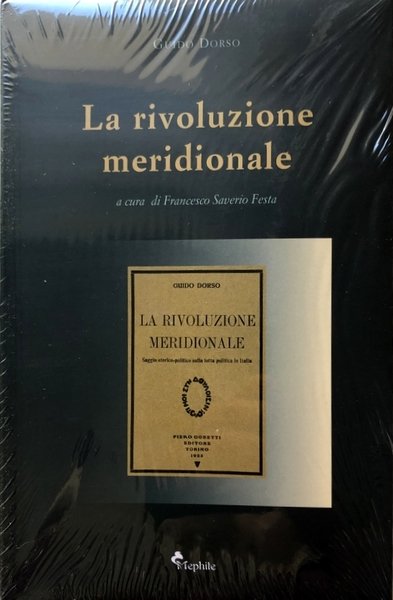 GUIDO DORSO
La rivoluzione
meridionale
a cura di Francesco Saverio Festa
GUIDO DORSO
LA RIVOLUZIONE
MERIDIONALE
Saggio storico-politico sulla lotta politica in Italia
PIERO GOBETTI
EDITORE
TORINO
1925
Mephite